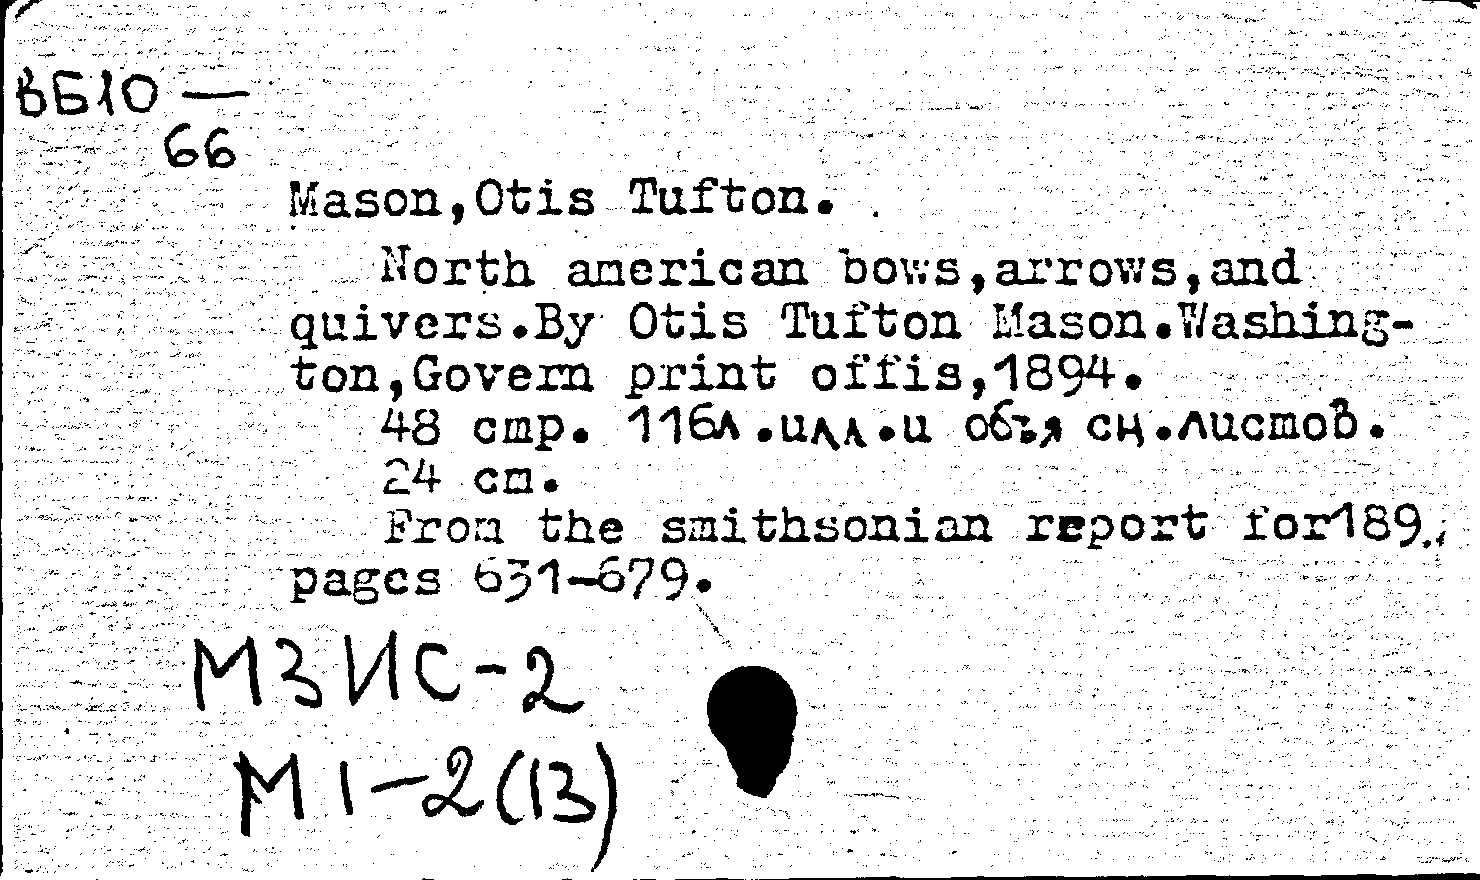 ВБ10 —
66
Mason,Otis Tufton.
North american bows,arrows,and
quivers.By Otis Tufton Mason.Washing-
ton,Govern print offis,1894.
48 стр. 116л.илл.и объясн.листов.
24 cm.
From the smithsonian report for189
pages 631-679.
МЗИС-2
М1-2(13)